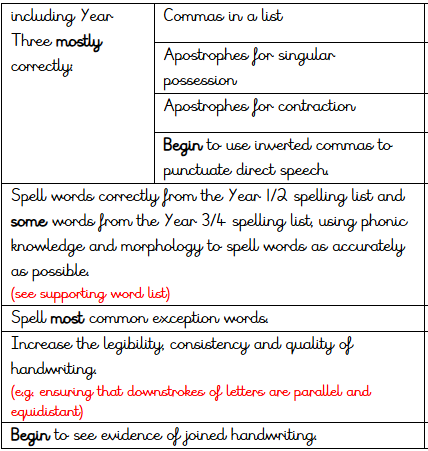 including Year
Three mostly
correctly:
Commas in a list
Apostrophes for singular
possession
Apostrophes for contraction
Begin to use inverted commas to
punctuate direct speech.
Spell words correctly from the Year 1/2 spelling list and
some words from the Year 3/4 spelling list, using phonic
knowledge and morphology to spell words as accurately
as possible.
(see supporting word list)
Spell most common exception words.
Increase the legibility, consistency and quality of
handwriting.
(e.g. ensuring that downstrokes of letters are parallel and
equidistant)
Begin to see evidence of joined handwriting.